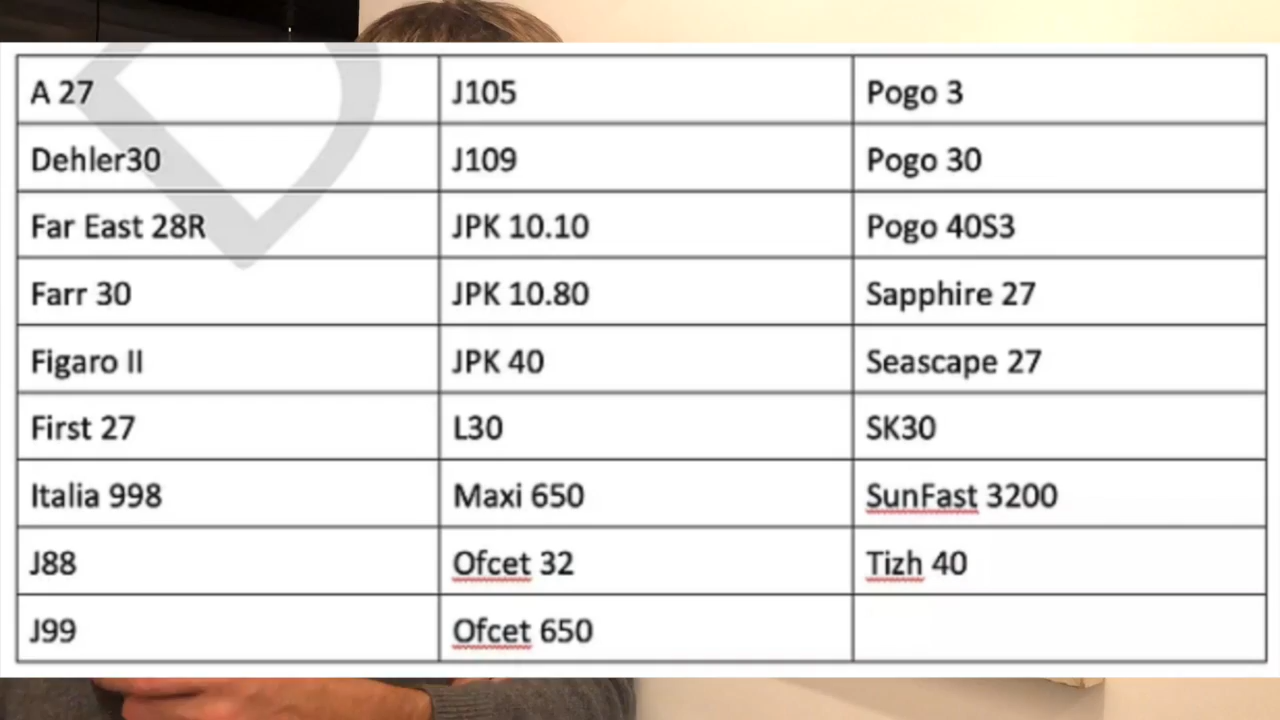 A 27 J105 Pogo 3
Dehler30 J109 Pogo 30
Far East 28R JPK 10.10 Pogo 40S3
Farr 30 JPK 10.80 Sapphire 27
Figaro II JPK 40 Seascape 27
First 27 L30 SK30
Italia 998 Maxi 650 SunFast 3200
J88 Ofcet 32 Tizh 40
J99 Ofcet 650